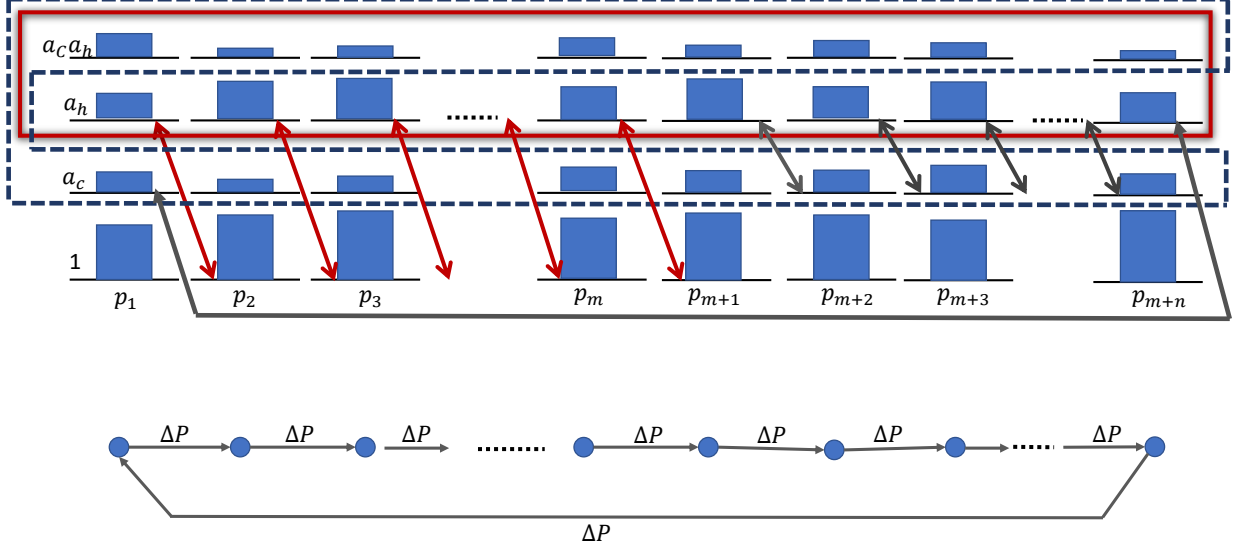 a_C a_h
a_h
a_c
1
p_1 p_2 p_3 p_m p_{m+1} p_{m+2} p_{m+3} p_{m+n}
ΔP ΔP ΔP ΔP ΔP ΔP ΔP
ΔP